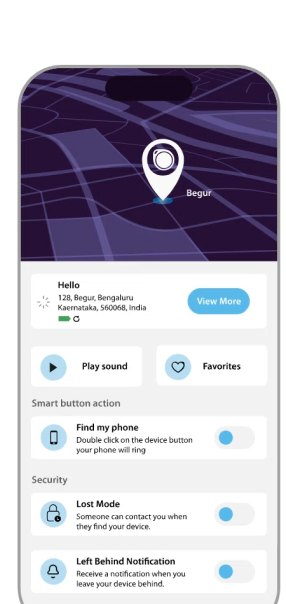 Begur
Hello
128, Begur, Bengaluru
Kaernataka, 560068, India
View More
Play sound
Favorites
Smart button action
Find my phone
Double click on the device button
your phone will ring
Security
Lost Mode
Someone can contact you when
they find your device.
Left Behind Notification
Receive a notification when you
leave your device behind.